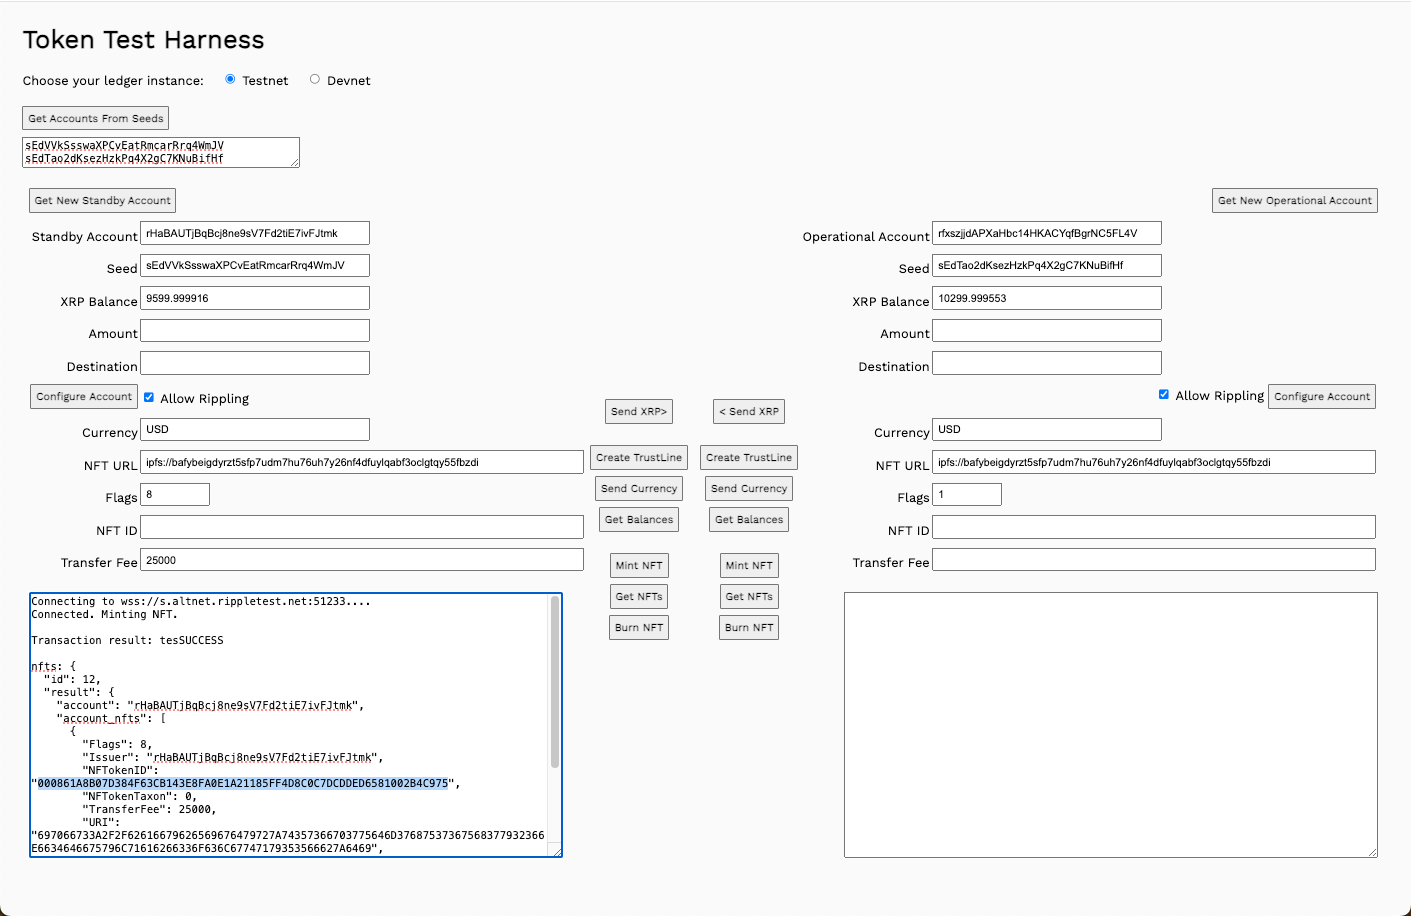 Token Test Harness
Choose your ledger instance: Testnet Devnet
Get Accounts From Seeds
sEdVVkSsswaXPCvEatRmcarRrq4WmJV
sEdTao2dKsezHzkPq4X2gC7KNuBifHf
Get New Standby Account Get New Operational Account
Standby Account rHaBAUTjBqBcj8ne9sV7Fd2tiE7ivFJtmk Operational Account rfxszjjdAPXaHbc14HKACYqfBgrNC5FL4V
Seed sEdVVkSsswaXPCvEatRmcarRrq4WmJV Seed sEdTao2dKsezHzkPq4X2gC7KNuBifHf
XRP Balance 9599.999916 XRP Balance 10299.999553
Amount Amount
Destination Destination
Configure Account Allow Rippling Allow Rippling Configure Account
Send XRP> < Send XRP
Currency USD Currency USD
NFT URL ipfs://bafybeigdyrzt5sfp7udm7hu76uh7y26nf4dfuylqabf3oclgtqy55fbzdi Create TrustLine Create TrustLine NFT URL ipfs://bafybeigdyrzt5sfp7udm7hu76uh7y26nf4dfuylqabf3oclgtqy55fbzdi
Flags 8 Send Currency Send Currency Flags 1
NFT ID Get Balances Get Balances NFT ID
Transfer Fee 25000 Mint NFT Mint NFT Transfer Fee
Get NFTs Get NFTs
Burn NFT Burn NFT
Connecting to wss://s.altnet.rippletest.net:51233....
Connected. Minting NFT.
Transaction result: tesSUCCESS
nfts: {
"id": 12,
"result": {
"account": "rHaBAUTjBqBcj8ne9sV7Fd2tiE7ivFJtmk",
"account_nfts": [
{
"Flags": 8,
"Issuer": "rHaBAUTjBqBcj8ne9sV7Fd2tiE7ivFJtmk",
"NFTokenID":
"000861A8B07D384F63CB143E8FA0E1A21185FF4D8C0C7DCDDED6581002B4C975",
"NFTokenTaxon": 0,
"TransferFee": 25000,
"URI":
"697066733A2F2F62616679626569676479727A74357366703775646D37687537367568377932366
E6634646675796C71616266336F636C67747179353566627A6469",